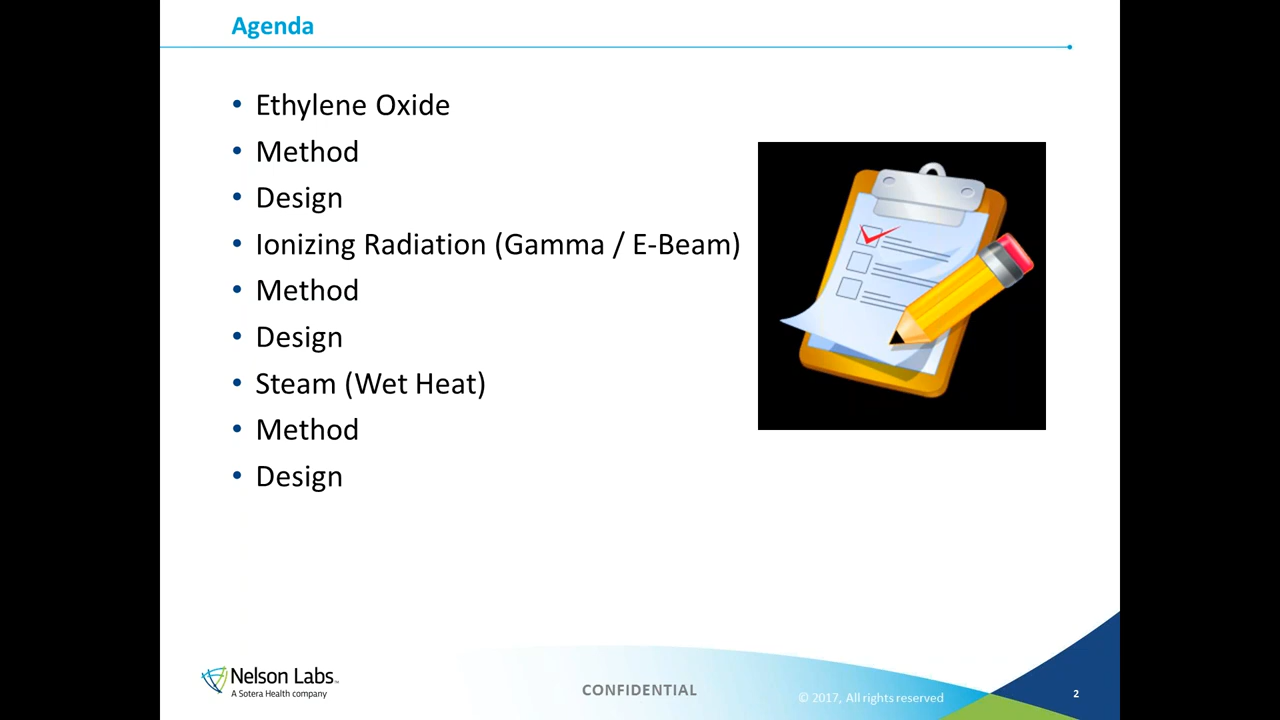 Agenda
• Ethylene Oxide
• Method
• Design
• Ionizing Radiation (Gamma / E-Beam)
• Method
• Design
• Steam (Wet Heat)
• Method
• Design
Nelson Labs™
A Sotera Health company
CONFIDENTIAL
© 2017, All rights reserved
2